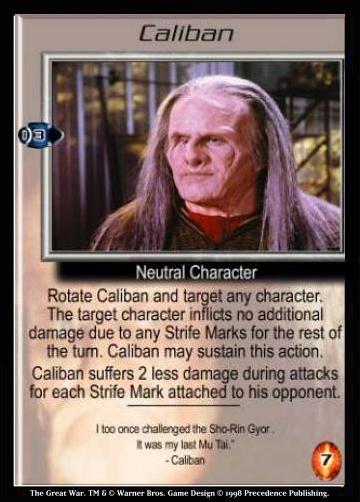 Caliban
3
Neutral Character
Rotate Caliban and target any character.
The target character inflicts no additional
damage due to any Strife Marks for the rest of
the turn. Caliban may sustain this action.
Caliban suffers 2 less damage during attacks
for each Strife Mark attached to his opponent.
I too once challenged the Sho-Rin Gyor .
It was my last Mu Tai."
- Caliban
7
The Great War. TM & © Warner Bros. Game Design © 1998 Precedence Publishing.